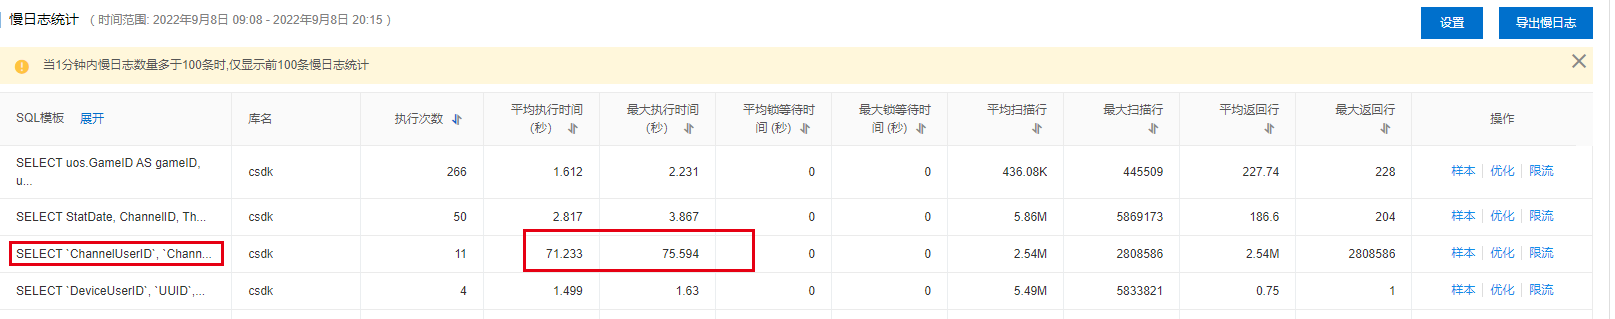 慢日志统计 （ 时间范围: 2022年9月8日 09:08 - 2022年9月8日 20:15 ） 设置 导出慢日志
当1分钟内慢日志数量多于100条时,仅显示前100条慢日志统计
SQL模板 展开 库名 执行次数 平均执行时间 (秒) 最大执行时间 (秒) 平均锁等待时间 (秒) 最大锁等待时间 (秒) 平均扫描行 最大扫描行 平均返回行 最大返回行 操作
SELECT uos.GameID AS gameID,
u... csdk 266 1.612 2.231 0 0 436.08K 445509 227.74 228 样本 优化 限流
SELECT StatDate, ChannelID, Th... csdk 50 2.817 3.867 0 0 5.86M 5869173 186.6 204 样本 优化 限流
SELECT `ChannelUserID`, `Chann... csdk 11 71.233 75.594 0 0 2.54M 2808586 2.54M 2808586 样本 优化 限流
SELECT `DeviceUserID`, `UUID`,... csdk 4 1.499 1.63 0 0 5.49M 5833821 0.75 1 样本 优化 限流